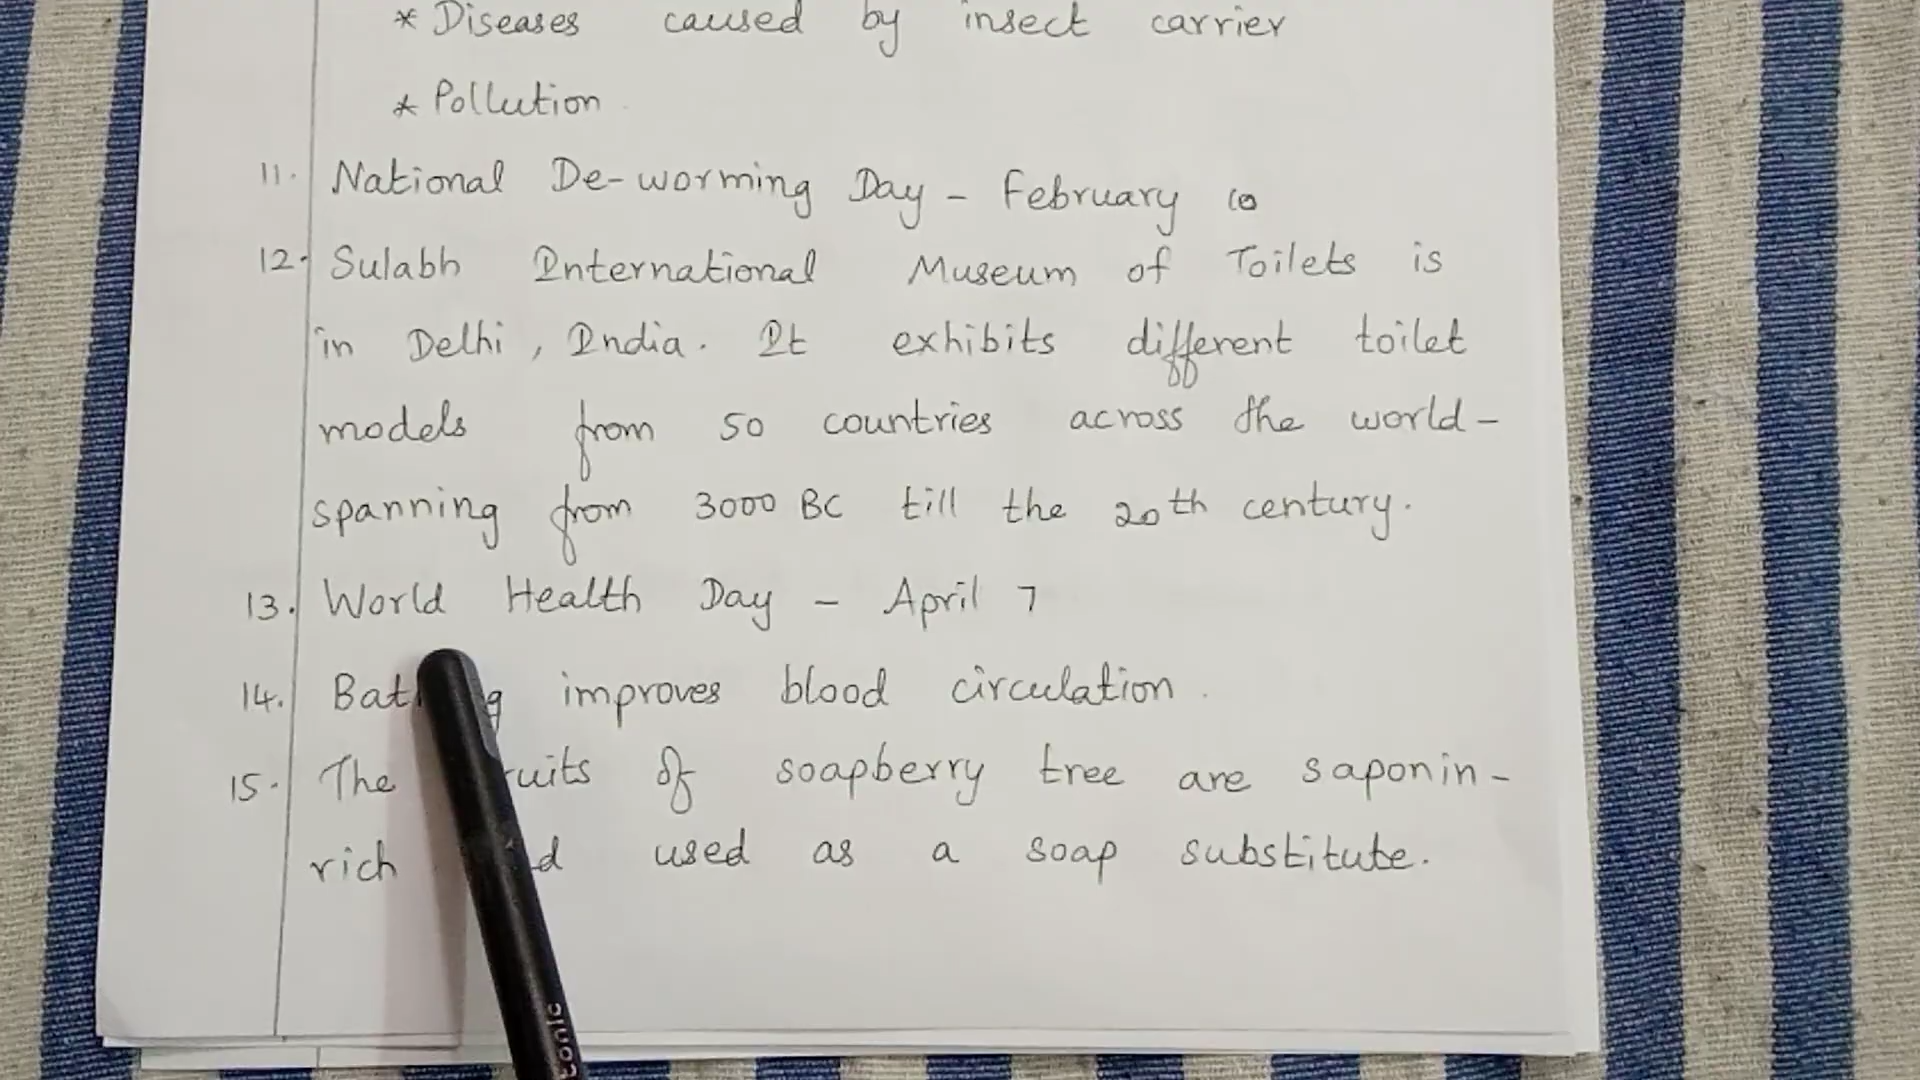 * Diseases caused by insect carrier
* Pollution
11. National De-worming Day - February 10
12. Sulabh International Museum of Toilets is
in Delhi, India. It exhibits different toilet
models from 50 countries across the world-
spanning from 3000 BC till the 20th century.
13. World Health Day - April 7
14. improves blood circulation.
15. The of soapberry tree are saponin-
rich used as a soap substitute.